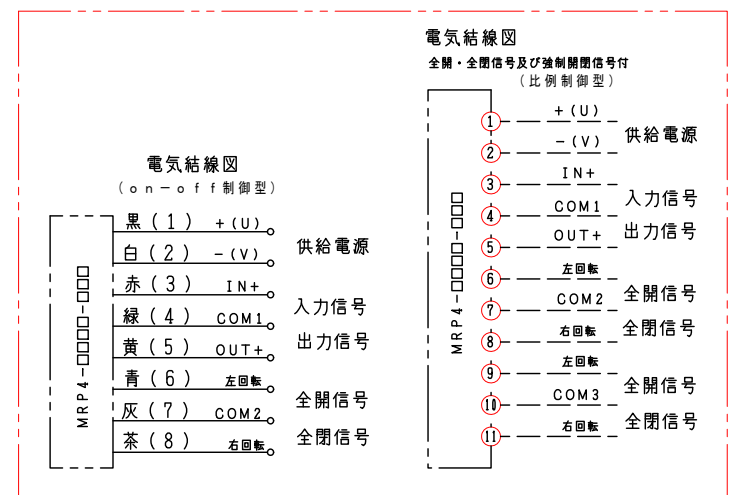 電気結線図
(on-off制御型)
MRP4-□□□□-□□□
黒(1) +(U)
白(2) -(V)
供給電源
赤(3) IN+
緑(4) COM1
入力信号
黄(5) OUT+
出力信号
青(6) 左回転
灰(7) COM2
全開信号
茶(8) 右回転
全閉信号
電気結線図
全開・全閉信号及び強制開閉信号付
(比例制御型)
MRP4-□□□□-□□
① +(U)
② -(V)
供給電源
③ IN+
④ COM1
入力信号
⑤ OUT+
出力信号
⑥ 左回転
⑦ COM2
全開信号
⑧ 右回転
全閉信号
⑨ 左回転
⑩ COM3
全開信号
⑪ 右回転
全閉信号